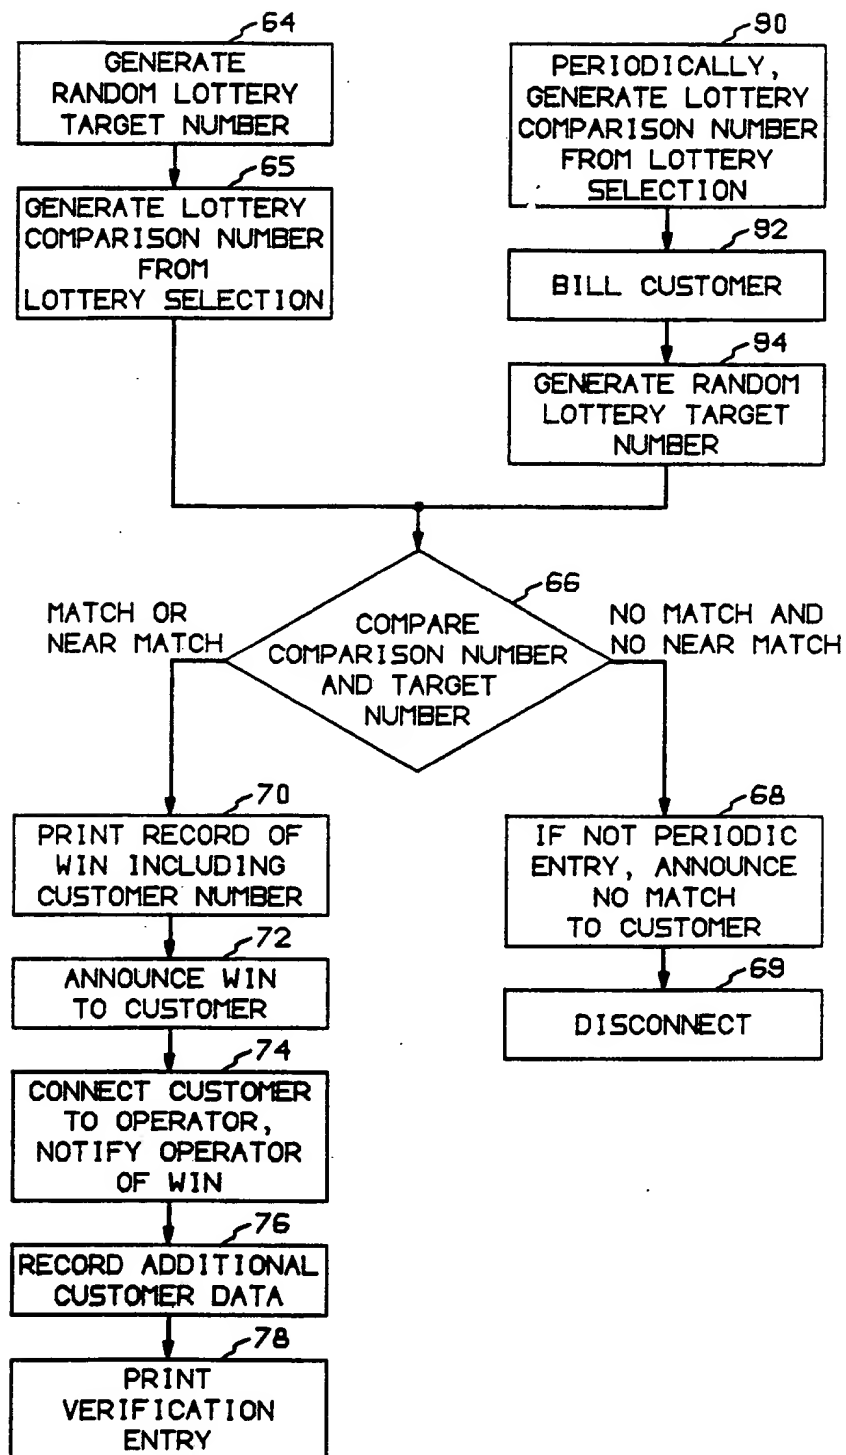 64
GENERATE
RANDOM LOTTERY
TARGET NUMBER
65
GENERATE LOTTERY
COMPARISON NUMBER
FROM
LOTTERY SELECTION
90
PERIODICALLY,
GENERATE LOTTERY
COMPARISON NUMBER
FROM LOTTERY
SELECTION
92
BILL CUSTOMER
94
GENERATE RANDOM
LOTTERY TARGET
NUMBER
66
COMPARE
COMPARISON NUMBER
AND TARGET
NUMBER
MATCH OR
NEAR MATCH
NO MATCH AND
NO NEAR MATCH
70
PRINT RECORD OF
WIN INCLUDING
CUSTOMER NUMBER
72
ANNOUNCE WIN
TO CUSTOMER
74
CONNECT CUSTOMER
TO OPERATOR,
NOTIFY OPERATOR
OF WIN
76
RECORD ADDITIONAL
CUSTOMER DATA
78
PRINT
VERIFICATION
ENTRY
68
IF NOT PERIODIC
ENTRY, ANNOUNCE
NO MATCH
TO CUSTOMER
69
DISCONNECT